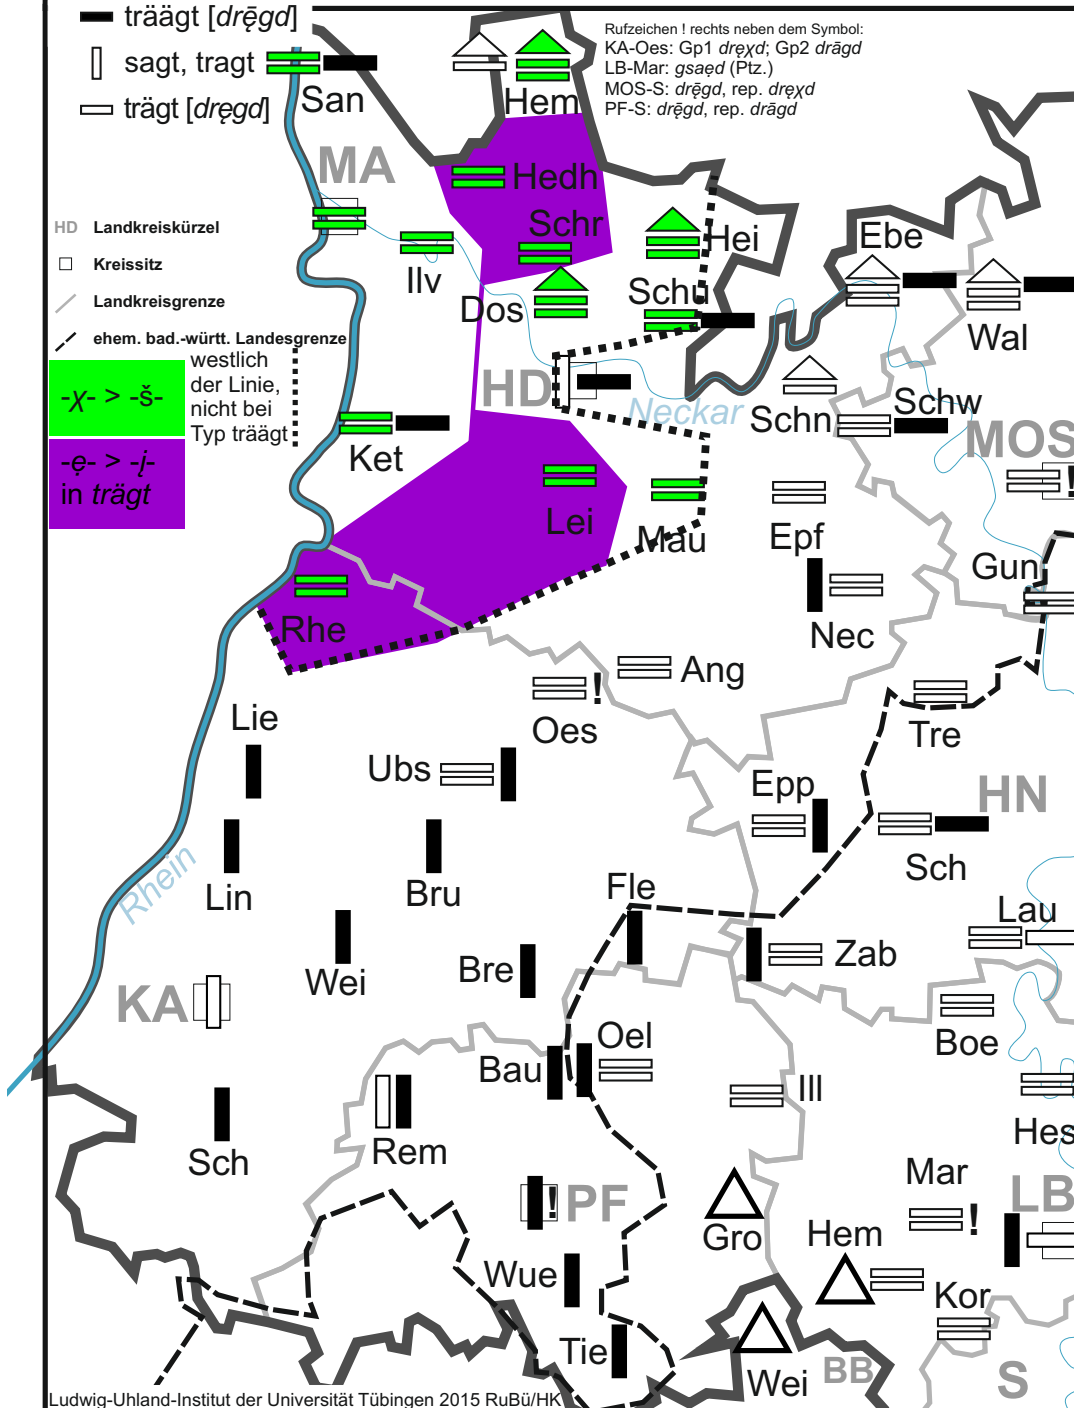 träägt [drē̜gd]
sagt, tragt
trägt [drę̣gd]
Rufzeichen ! rechts neben dem Symbol:
KA-Oes: Gp1 dręχd; Gp2 drāgd
LB-Mar: gsaęd (Ptz.)
MOS-S: drē̜gd, rep. dręχd
PF-S: drē̜gd, rep. drāgd
San
Hem
MA
Hedh
Schr
Hei
Ebe
HD Landkreiskürzel
Kreissitz
Landkreisgrenze
ehem. bad.-württ. Landesgrenze
-χ- > -š-
westlich
der Linie,
nicht bei
Typ träägt
-ẹ- > -į-
in trägt
Ilv
Dos
Schu
Wal
HD
Neckar
Schn
Schw
MOS
!
Ket
Lei
Mau
Epf
Gun
Rhe
Nec
Ang
!
Oes
Lie
Tre
Ubs
Epp
HN
Rhein
Lin
Bru
Sch
Fle
Lau
Wei
Bre
Zab
KA
Oel
Boe
Bau
Ill
Sch
Rem
Hes
Mar
! PF
!
LB
Gro
Hem
Wue
Kor
Tie
Wei
BB
S
Ludwig-Uhland-Institut der Universität Tübingen 2015 RuBü/HK